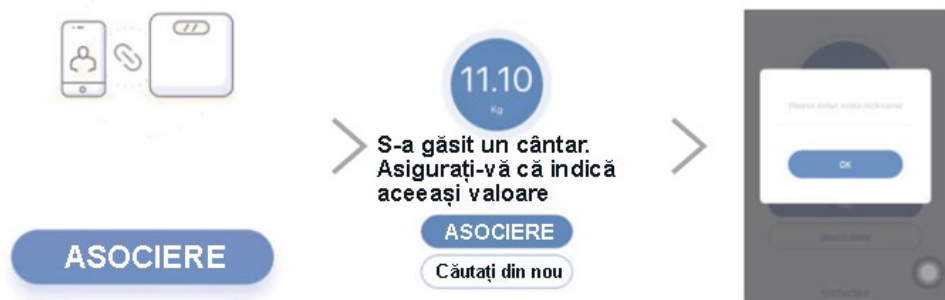 ASOCIERE
11.10
Kg
S-a găsit un cântar.
Asigurați-vă că indică
aceeași valoare
ASOCIERE
Căutați din nou
Please enter scale nickname
OK